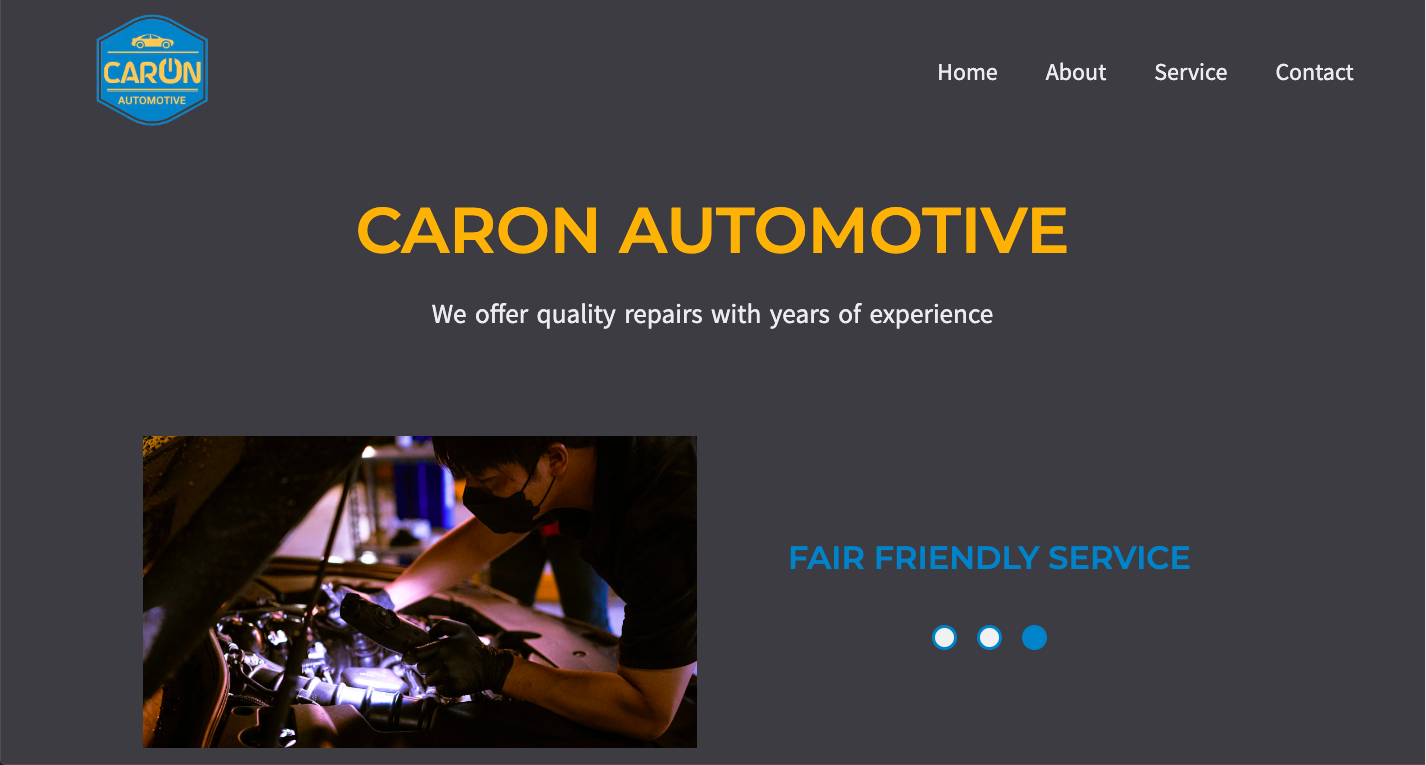 CARON
AUTOMOTIVE
Home About Service Contact
CARON AUTOMOTIVE
We offer quality repairs with years of experience
FAIR FRIENDLY SERVICE